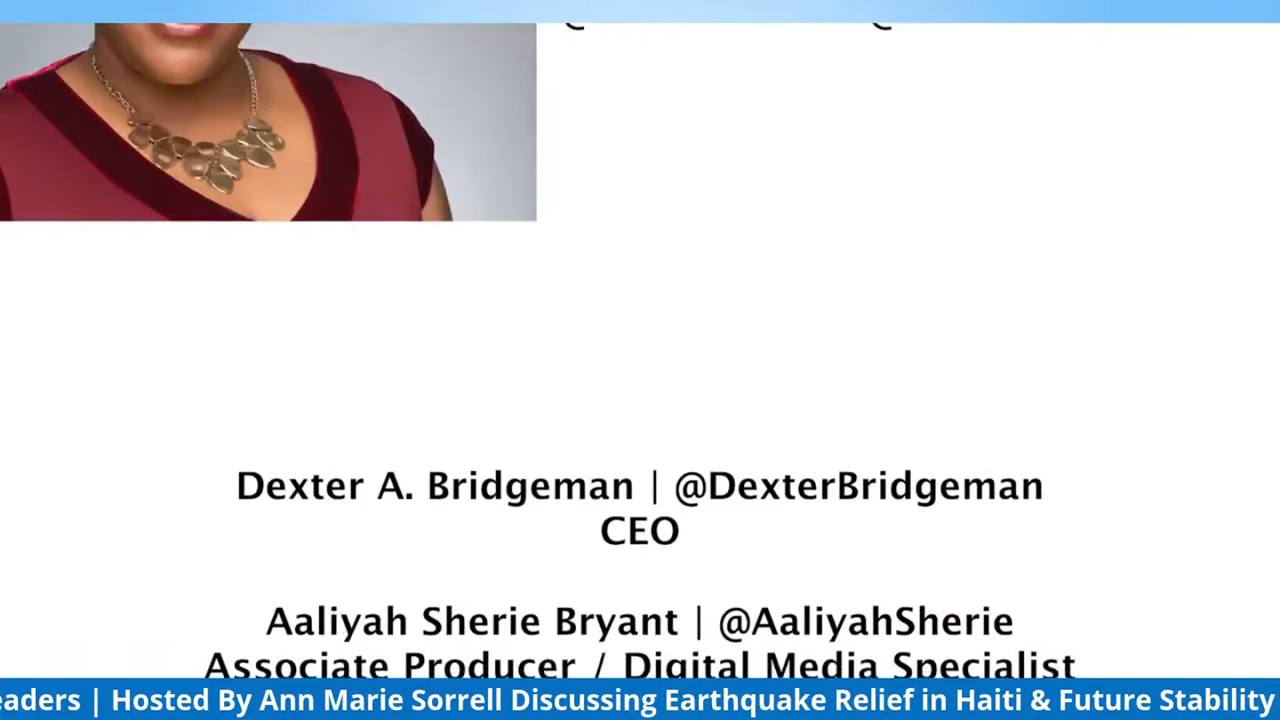 Dexter A. Bridgeman | @DexterBridgeman
CEO
Aaliyah Sherie Bryant | @AaliyahSherie
Associate Producer / Digital Media Specialist
| Hosted By Ann Marie Sorrell Discussing Earthquake Relief in Haiti & Future Stability